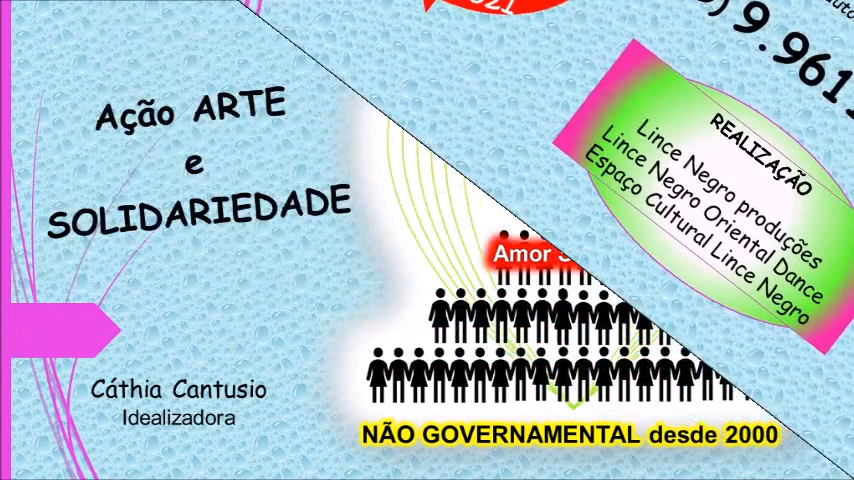 Ação ARTE
e
SOLIDARIEDADE
Cáthia Cantusio
Idealizadora
Amor
NÃO GOVERNAMENTAL desde 2000
9.961
REALIZAÇÃO
Lince Negro produções
Lince Negro Oriental Dance
Espaço Cultural Lince Negro